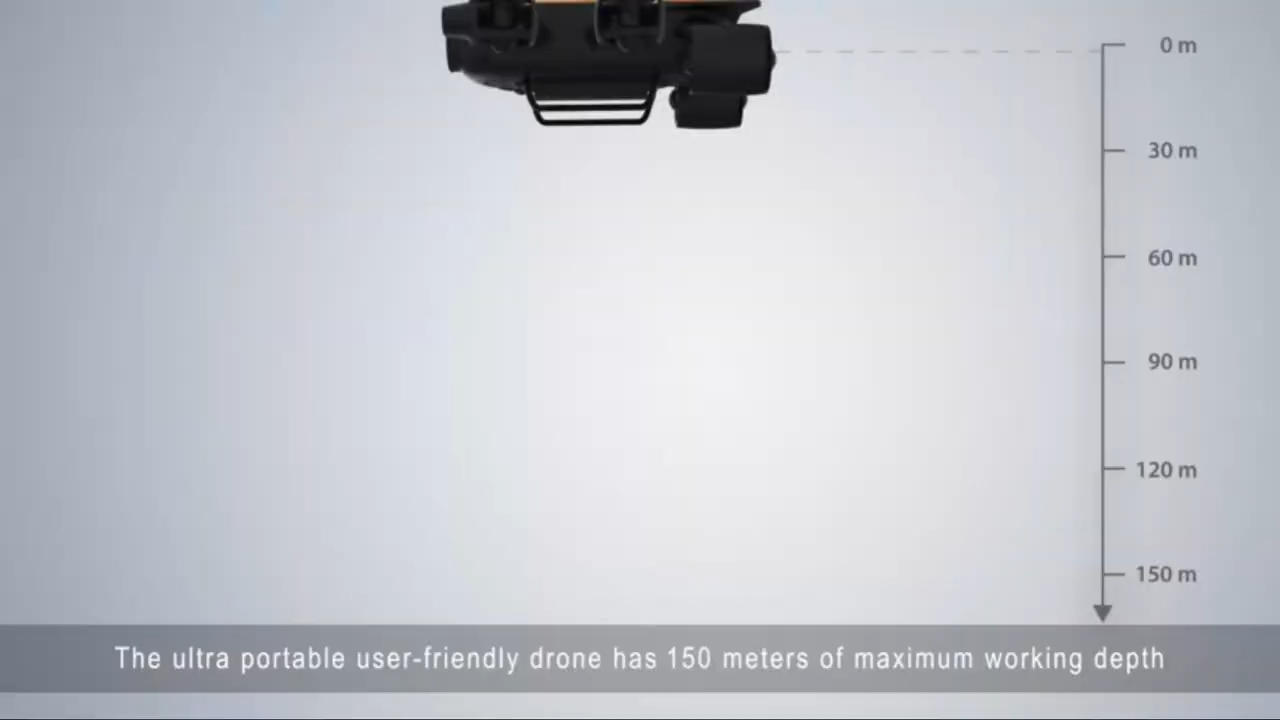 0 m
30 m
60 m
90 m
120 m
150 m
The ultra portable user-friendly drone has 150 meters of maximum working depth